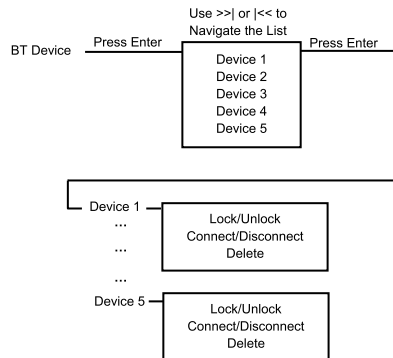 Use >>| or |<< to
Navigate the List
BT Device
Press Enter
Press Enter
Device 1
Device 2
Device 3
Device 4
Device 5
Device 1
Lock/Unlock
Connect/Disconnect
Delete
...
...
...
Device 5
Lock/Unlock
Connect/Disconnect
Delete